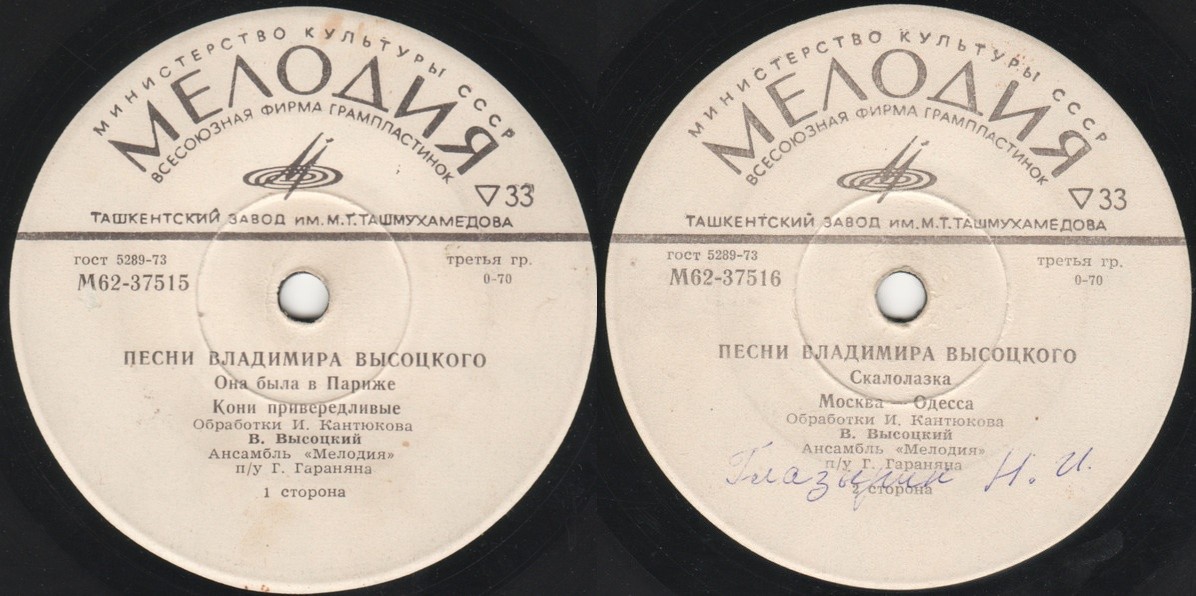 МИНИСТЕРСТВО КУЛЬТУРЫ СССР
МЕЛОДИЯ
ВСЕСОЮЗНАЯ ФИРМА ГРАМПЛАСТИНОК
▽33
ТАШКЕНТСКИЙ ЗАВОД ИМ. М.Т. ТАШМУХАМЕДОВА
гост 5289-73
третья гр.
М62-37515
0-70
ПЕСНИ ВЛАДИМИРА ВЫСОЦКОГО
Она была в Париже
Кони привередливые
Обработки И. Кантюкова
В. Высоцкий
Ансамбль «Мелодия»
п/у Г. Гараняна
1 сторона
МИНИСТЕРСТВО КУЛЬТУРЫ СССР
МЕЛОДИЯ
ВСЕСОЮЗНАЯ ФИРМА ГРАМПЛАСТИНОК
▽33
ТАШКЕНТСКИЙ ЗАВОД ИМ. М.Т. ТАШМУХАМЕДОВА
гост 5289-73
третья гр.
М62-37516
0-70
ПЕСНИ ВЛАДИМИРА ВЫСОЦКОГО
Скалолазка
Москва — Одесса
Обработки И. Кантюкова
В. Высоцкий
Ансамбль «Мелодия»
п/у Г. Гараняна
2 сторона
Глазырин Н. И.